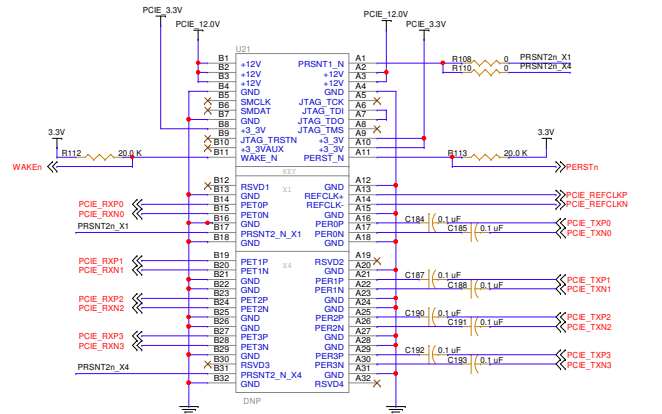 PCIE_3.3V
PCIE_12.0V
PCIE_12.0V
PCIE_3.3V
U21
B1 +12V PRSNT1_N A1 R108 0 PRSNT2n_X1
B2 +12V +12V A2 R110 0 PRSNT2n_X4
B3 +12V +12V A3
B4 GND GND A4
B5 SMCLK JTAG_TCK A5
B6 SMDAT JTAG_TDI A6
B7 GND JTAG_TDO A7
B8 +3_3V JTAG_TMS A8
B9 JTAG_TRSTN +3_3V A9
B10 +3_3VAUX +3_3V A10
B11 WAKE_N PERST_N A11
3.3V R112 20.0 K WAKEn
3.3V R113 20.0 K PERSTn
KEY
X1
B12 RSVD1 GND A12
B13 GND REFCLK+ A13 PCIE_REFCLKP
PCIE_RXP0 B14 PET0P REFCLK- A14 PCIE_REFCLKN
PCIE_RXN0 B15 PET0N GND A15
B16 GND PER0P A16 C184 0.1 uF PCIE_TXP0
PRSNT2n_X1 B17 PRSNT2_N_X1 PER0N A17 C185 0.1 uF PCIE_TXN0
B18 GND GND A18
X4
PCIE_RXP1 B19 PET1P RSVD2 A19
PCIE_RXN1 B20 PET1N GND A20
B21 GND PER1P A21 C187 0.1 uF PCIE_TXP1
B22 GND PER1N A22 C188 0.1 uF PCIE_TXN1
PCIE_RXP2 B23 PET2P GND A23
PCIE_RXN2 B24 PET2N GND A24
B25 GND PER2P A25 C190 0.1 uF PCIE_TXP2
B26 GND PER2N A26 C191 0.1 uF PCIE_TXN2
PCIE_RXP3 B27 PET3P GND A27
PCIE_RXN3 B28 PET3N GND A28
B29 GND PER3P A29 C192 0.1 uF PCIE_TXP3
B30 RSVD3 PER3N A30 C193 0.1 uF PCIE_TXN3
PRSNT2n_X4 B31 PRSNT2_N_X4 GND A31
B32 GND RSVD4 A32
DNP